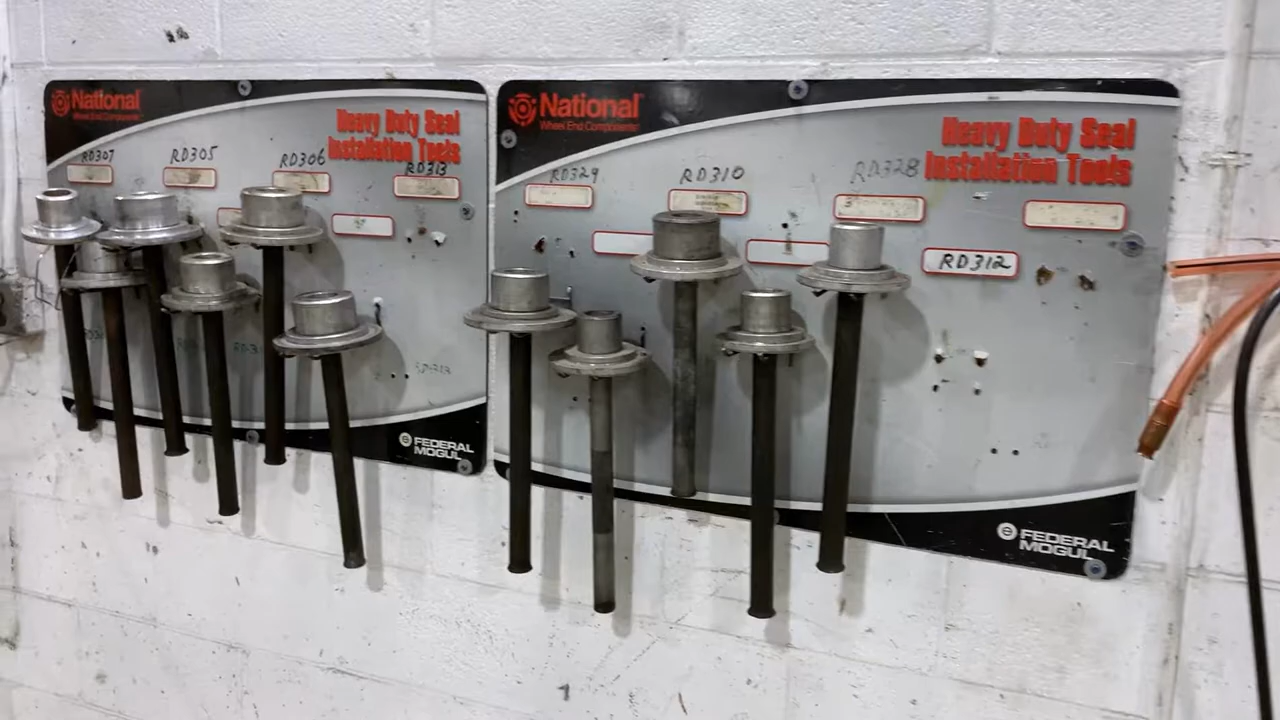 National
Wheel End Components
Heavy Duty Seal
Installation Tools
RD307
RD305
RD306
RD313
FEDERAL
MOGUL
National
Wheel End Components
Heavy Duty Seal
Installation Tools
RD329
RD310
RD328
RD312
FEDERAL
MOGUL